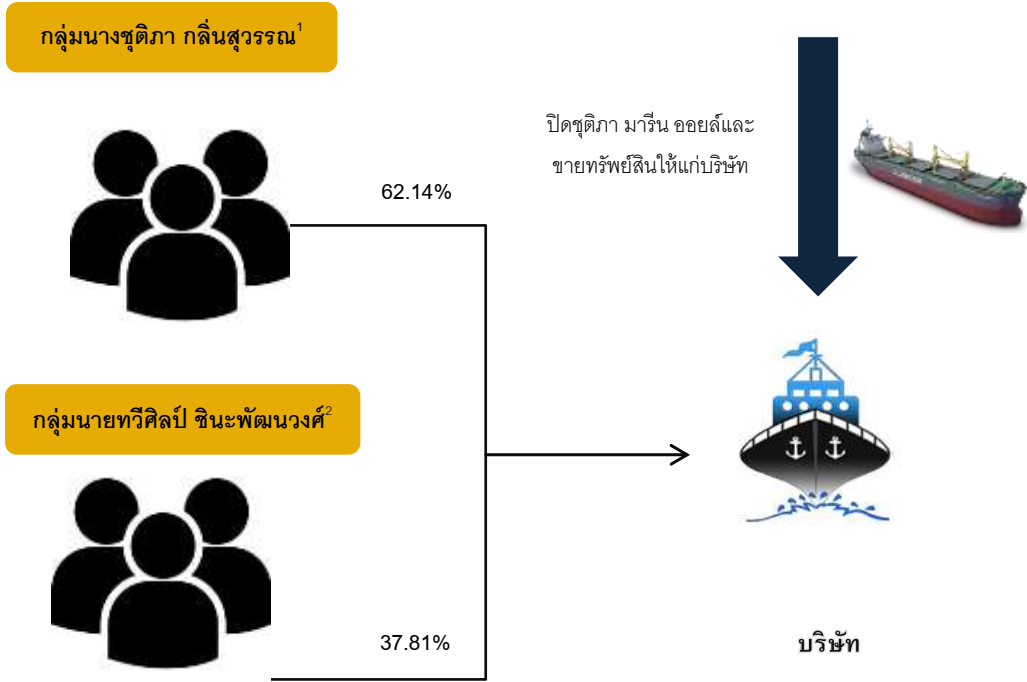 กลุ่มนางชุติภา กลิ่นสุวรรณ¹
ปิดชุติภา มารีน ออยล์และ
ขายทรัพย์สินให้แก่บริษัท
62.14%
กลุ่มนายทวีศิลป์ ชินะพัฒนวงศ์²
37.81%
บริษัท